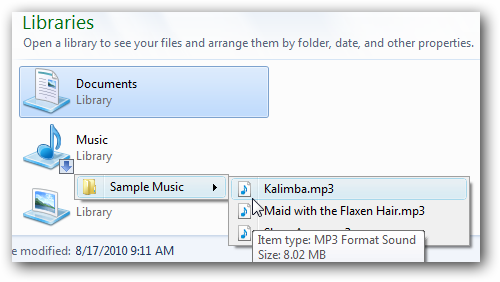 Libraries
Open a library to see your files and arrange them by folder, date, and other properties.
Documents
Library
Music
Library
Sample Music
Kalimba.mp3
Maid with the Flaxen Hair.mp3
Item type: MP3 Format Sound
Size: 8.02 MB
Library
modified: 8/17/2010 9:11 AM